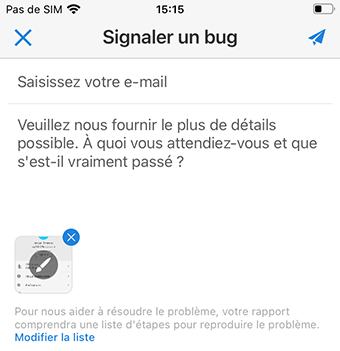 Pas de SIM 15:15
Signaler un bug
Saisissez votre e-mail
Veuillez nous fournir le plus de détails
possible. À quoi vous attendiez-vous et que
s'est-il vraiment passé ?
Pour nous aider à résoudre le problème, votre rapport
comprendra une liste d'étapes pour reproduire le problème.
Modifier la liste